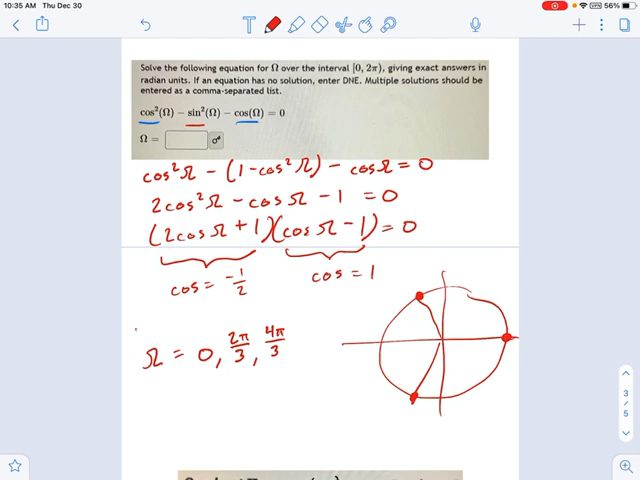 10:35 AM Thu Dec 30
Solve the following equation for Ω over the interval [0, 2π), giving exact answers in
radian units. If an equation has no solution, enter DNE. Multiple solutions should be
entered as a comma-separated list.
cos²(Ω) − sin²(Ω) − cos(Ω) = 0
Ω =
cos²Ω - (1-cos²Ω) - cosΩ = 0
2cos²Ω - cosΩ - 1 = 0
(2cosΩ + 1)(cosΩ - 1) = 0
cos = -1/2 cos = 1
Ω = 0, 2π/3, 4π/3
3
/
5